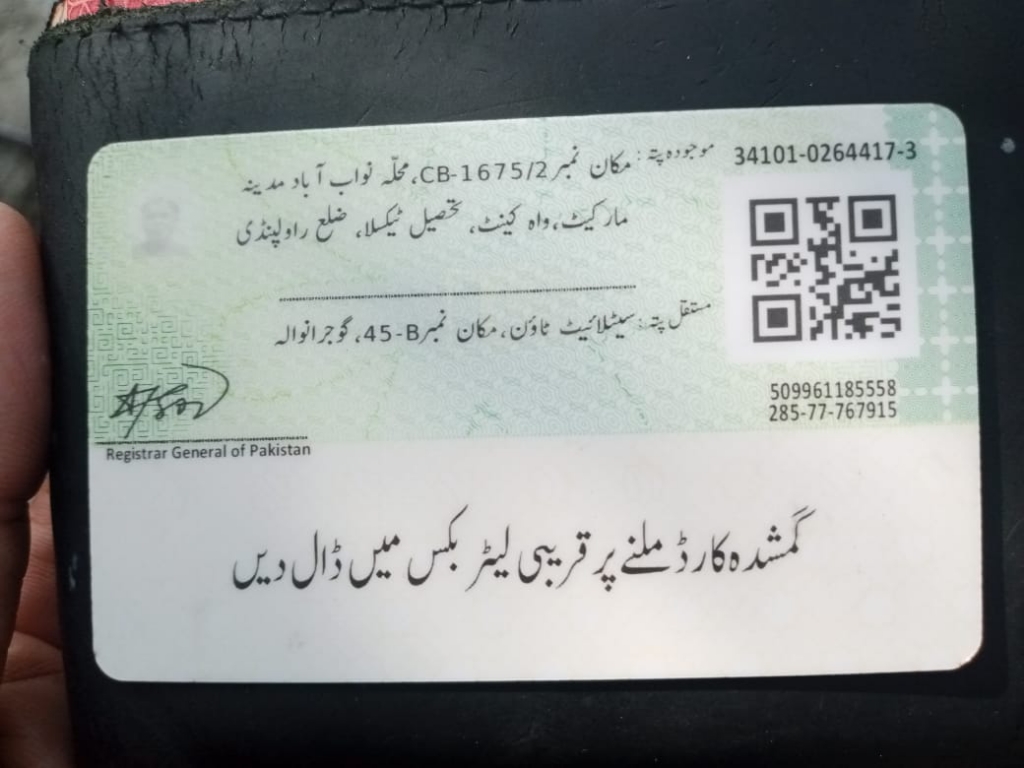 34101-0264417-3
موجودہ پتہ: مکان نمبر CB-1675/2، محلّہ نواب آباد مدینہ
مارکیٹ، واہ کینٹ، تحصیل ٹیکسلا، ضلع راولپنڈی
مستقل پتہ: سیٹلائیٹ ٹاؤن، مکان نمبر 45-B، گوجرانوالہ
509961185558
285-77-767915
Registrar General of Pakistan
گمشدہ کارڈ ملنے پر قریبی لیٹر بکس میں ڈال دیں